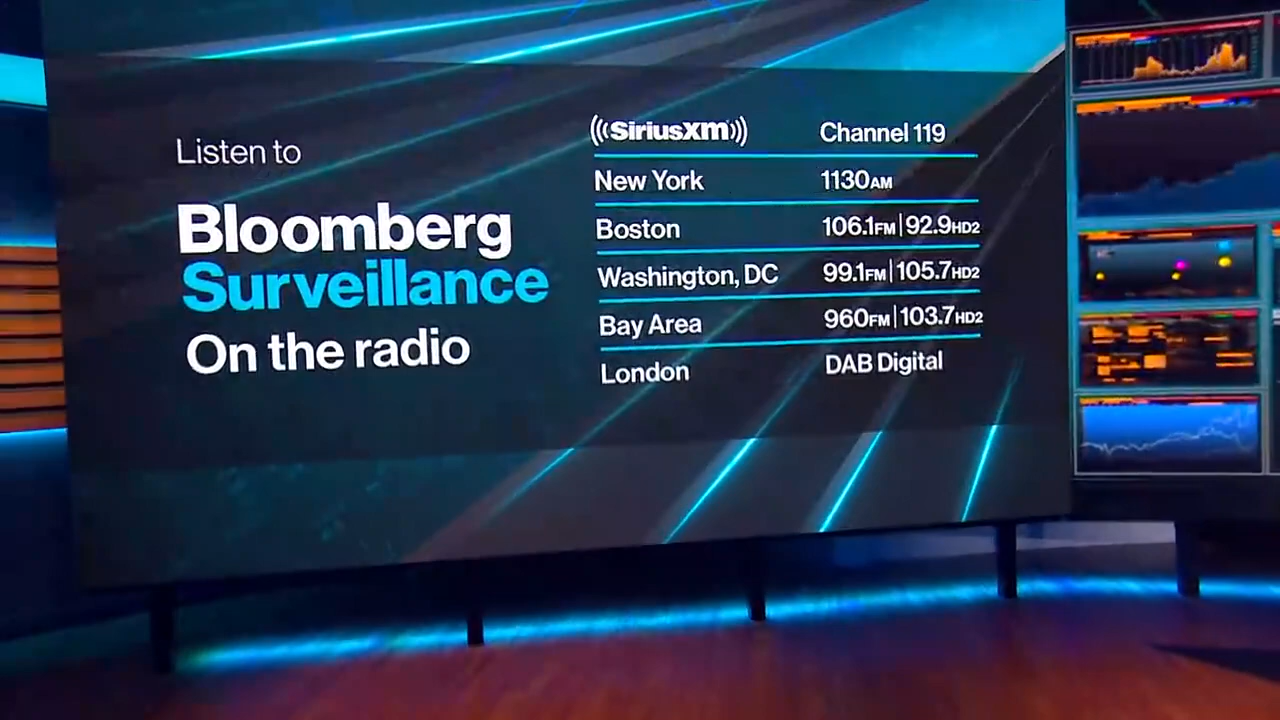 Listen to
Bloomberg
Surveillance
On the radio
SiriusXM Channel 119
New York 1130AM
Boston 106.1FM|92.9HD2
Washington, DC 99.1FM|105.7HD2
Bay Area 960FM|103.7HD2
London DAB Digital